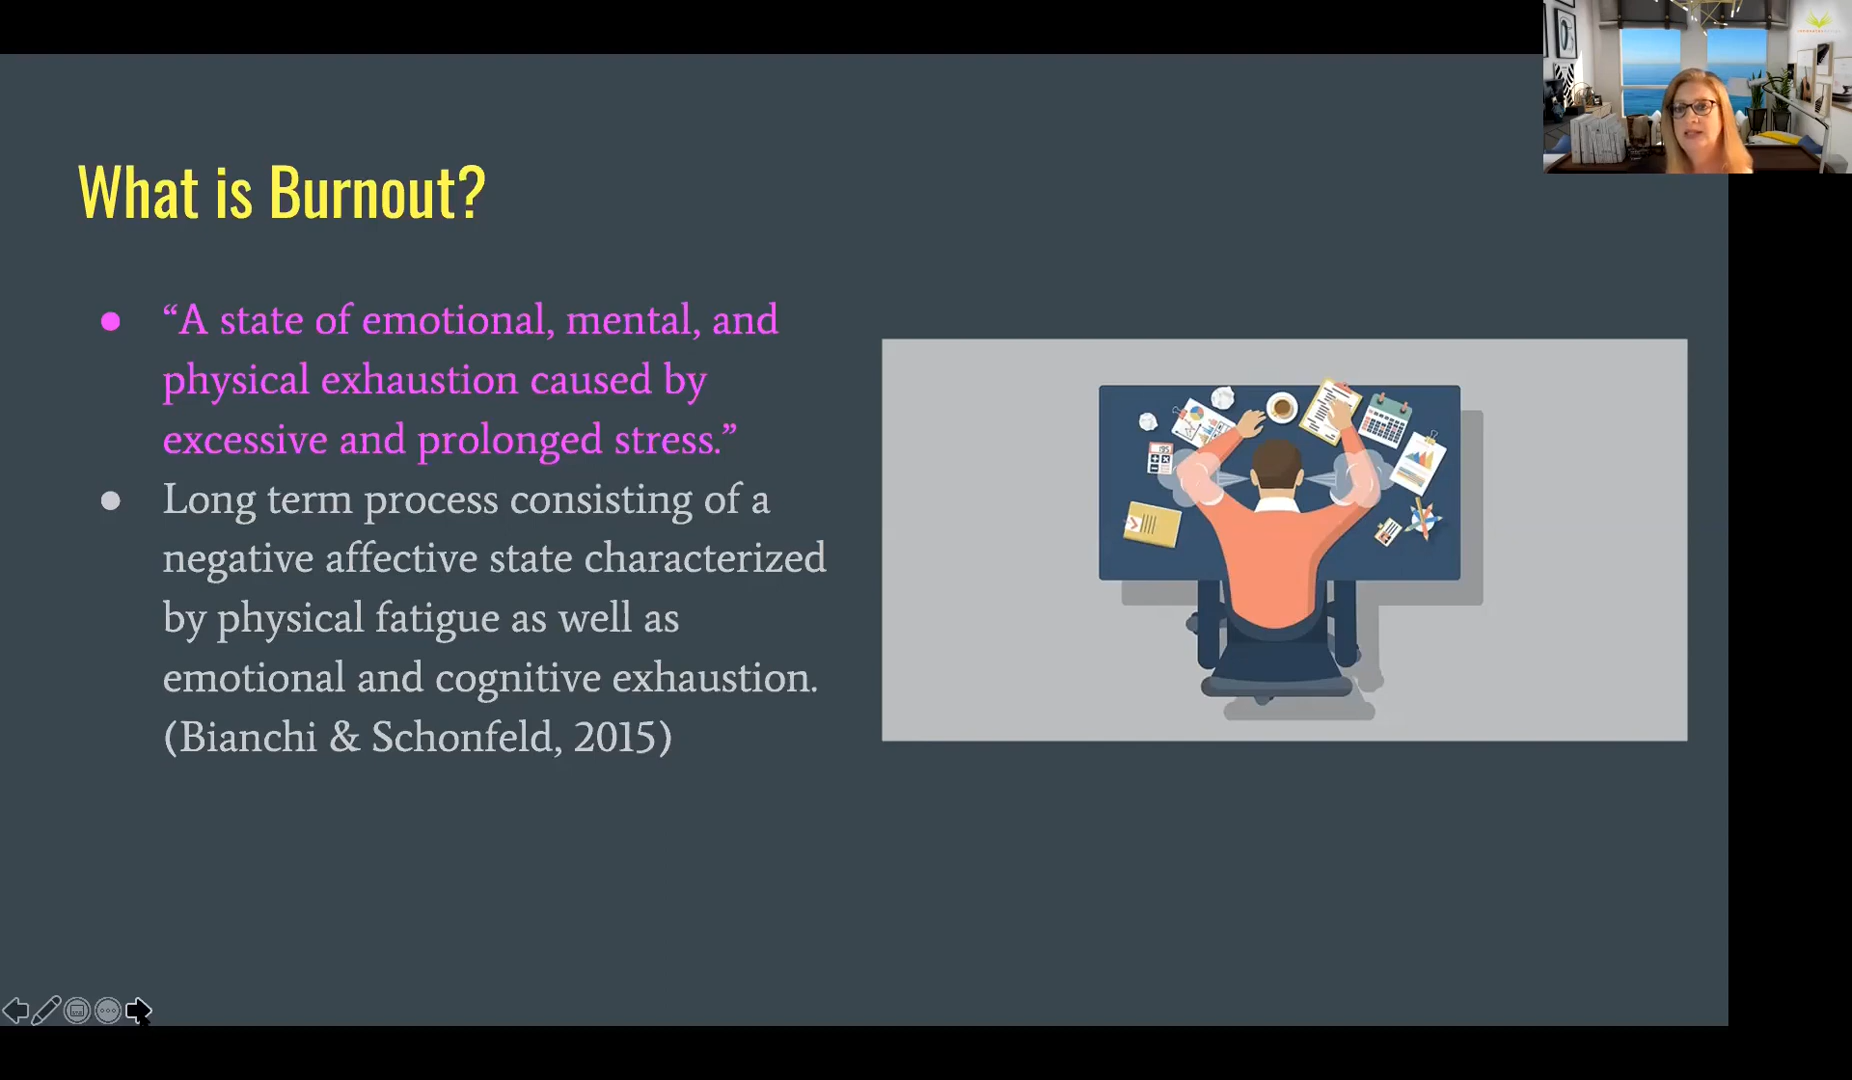 What is Burnout?
“A state of emotional, mental, and
physical exhaustion caused by
excessive and prolonged stress.”
Long term process consisting of a
negative affective state characterized
by physical fatigue as well as
emotional and cognitive exhaustion.
(Bianchi & Schonfeld, 2015)